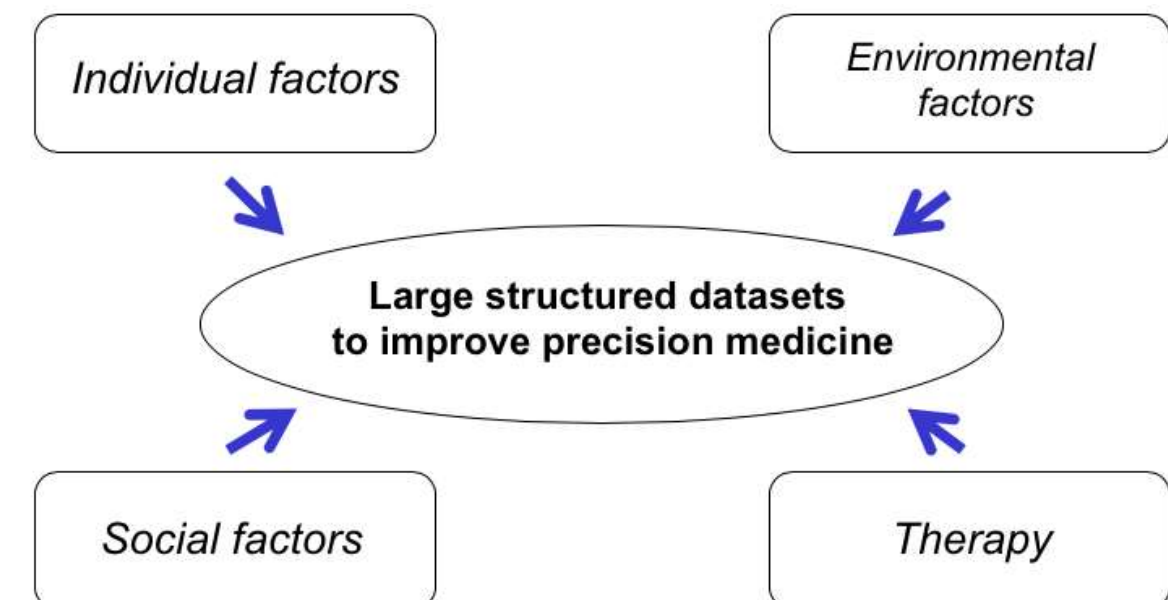 Individual factors
Environmental
factors
Large structured datasets
to improve precision medicine
Social factors
Therapy